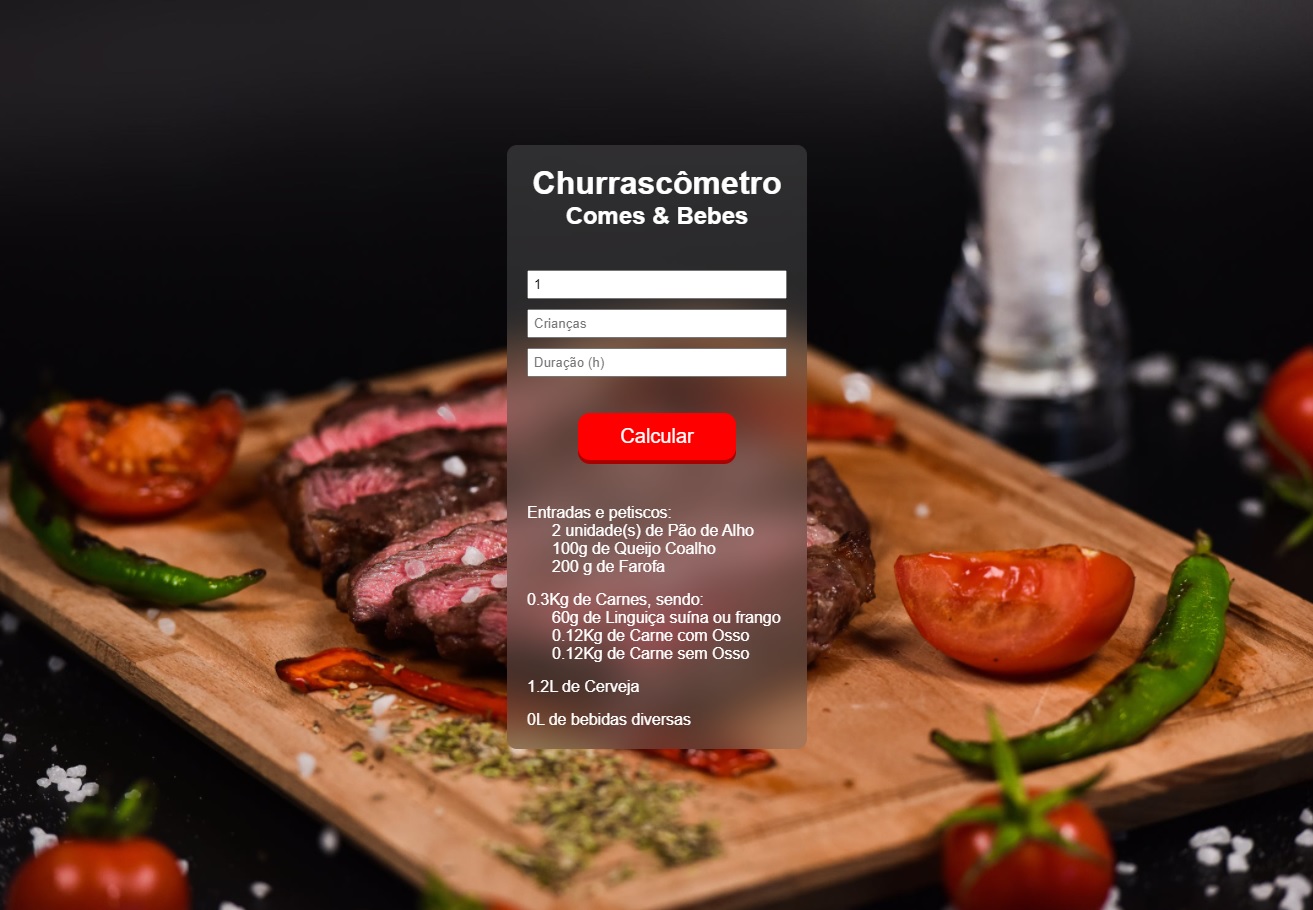 Churrascômetro
Comes & Bebes
1
Crianças
Duração (h)
Calcular
Entradas e petiscos:
2 unidade(s) de Pão de Alho
100g de Queijo Coalho
200 g de Farofa
0.3Kg de Carnes, sendo:
60g de Linguiça suína ou frango
0.12Kg de Carne com Osso
0.12Kg de Carne sem Osso
1.2L de Cerveja
0L de bebidas diversas